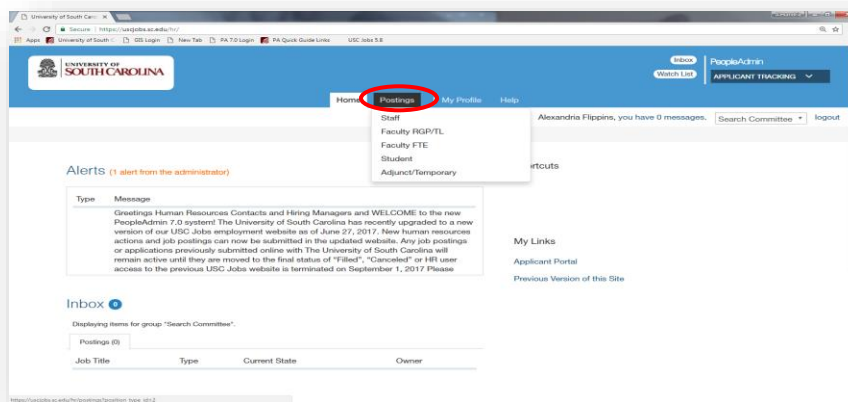 University of South Caro
Secure | https://uscjobs.sc.edu/hr/
Apps University of South C GIS Login New Tab PA 7.0 Login PA Quick Guide Links USC Jobs 5.8
UNIVERSITY OF
SOUTH CAROLINA
Inbox PeopleAdmin
Watch List APPLICANT TRACKING
Home Postings My Profile Help
Alexandria Flippins, you have 0 messages. Search Committee logout
Staff
Faculty RGP/TL
Faculty FTE
Student
Adjunct/Temporary
rtcuts
Alerts (1 alert from the administrator)
Type Message
Greetings Human Resources Contacts and Hiring Managers and WELCOME to the new
PeopleAdmin 7.0 system! The University of South Carolina has recently upgraded to a new
version of our USC Jobs employment website as of June 27, 2017. New human resources
actions and job postings can now be submitted in the updated website. Any job postings
or applications previously submitted online with The University of South Carolina will
remain active until they are moved to the final status of "Filled", "Canceled" or HR user
access to the previous USC Jobs website is terminated on September 1, 2017 Please
My Links
Applicant Portal
Previous Version of this Site
Inbox 0
Displaying items for group "Search Committee".
Postings (0)
Job Title Type Current State Owner
https://uscjobs.sc.edu/hr/postings?position_type_id=2